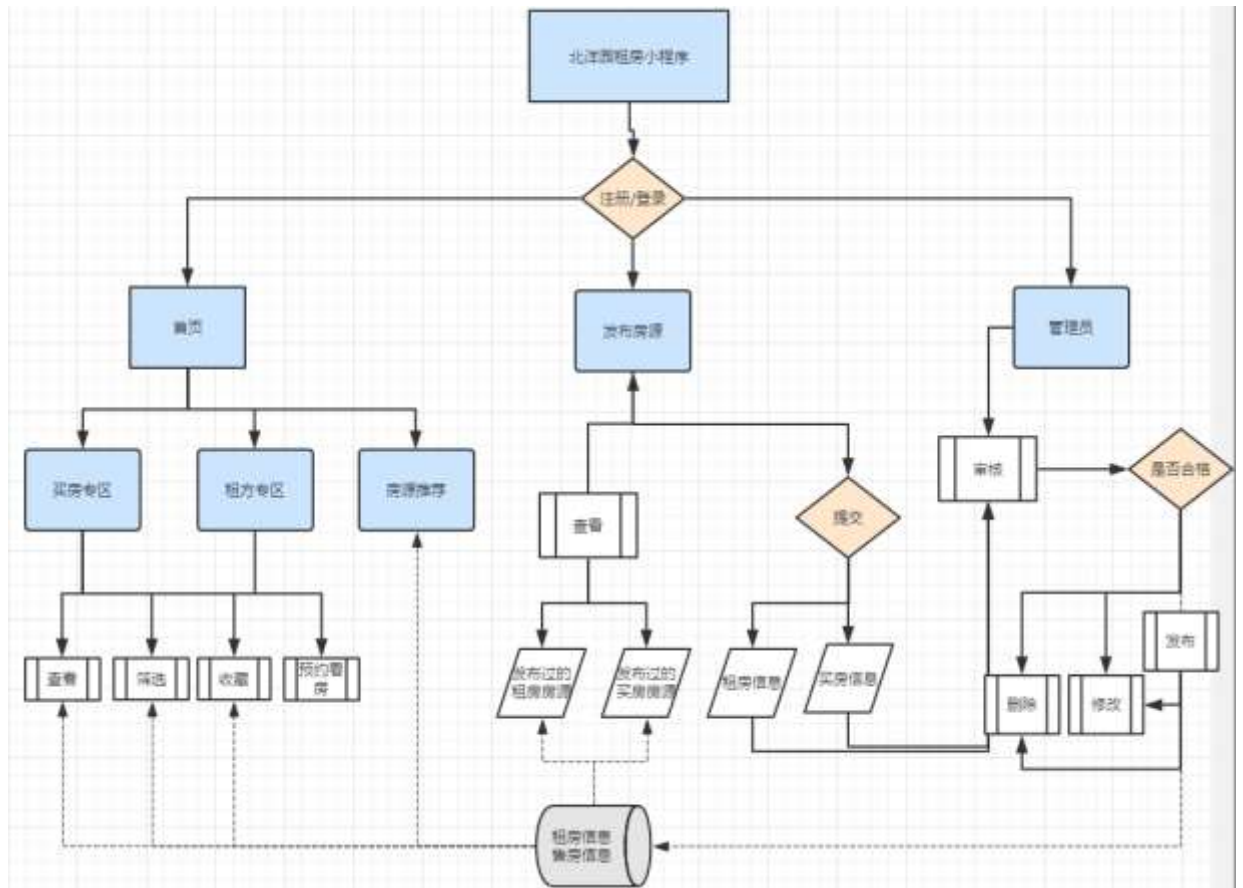 北洋园租房小程序
注册/登录
首页
发布房源
管理员
买房专区
租方专区
房源推荐
查看
提交
审核
是否合格
查看
筛选
收藏
预约看
房
发布过的
租房房源
发布过的
买房房源
租房信息
买房信息
删除
修改
发布
租房信息
售房信息